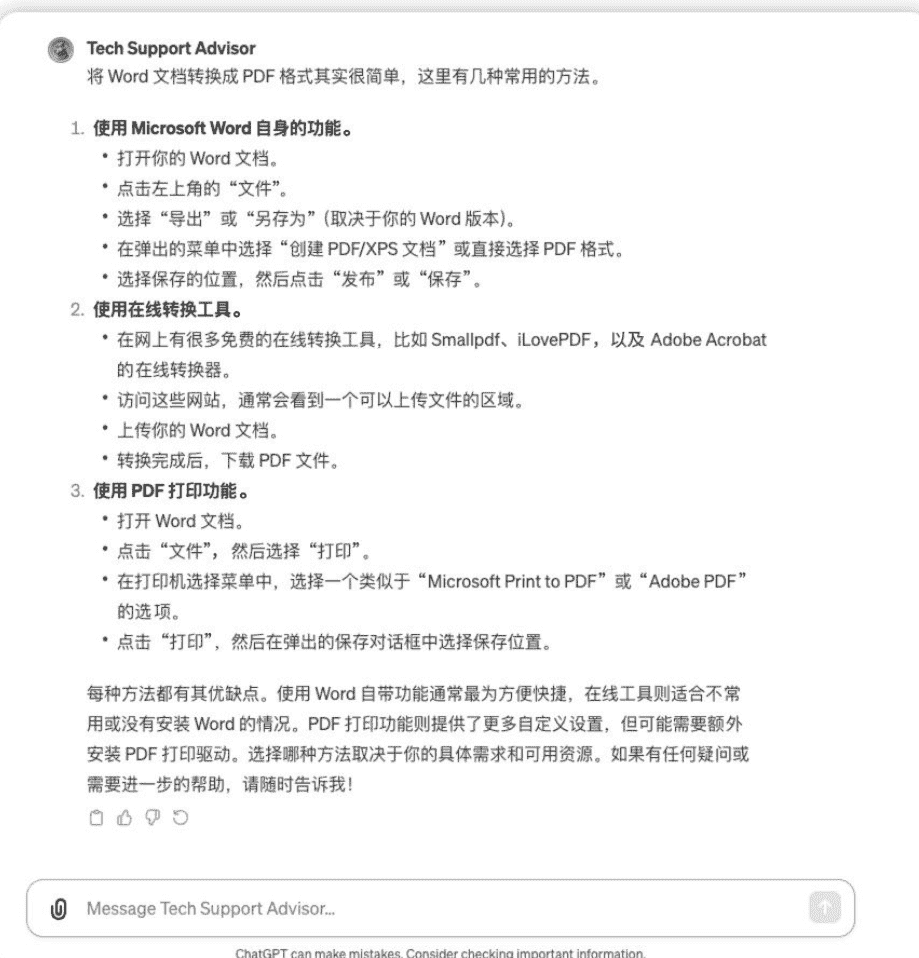 Tech Support Advisor
将 Word 文档转换成 PDF 格式其实很简单，这里有几种常用的方法。
1. 使用 Microsoft Word 自身的功能。
• 打开你的 Word 文档。
• 点击左上角的“文件”。
• 选择“导出”或“另存为”（取决于你的 Word 版本）。
• 在弹出的菜单中选择“创建 PDF/XPS 文档”或直接选择 PDF 格式。
• 选择保存的位置，然后点击“发布”或“保存”。
2. 使用在线转换工具。
• 在网上有很多免费的在线转换工具，比如 Smallpdf、iLovePDF，以及 Adobe Acrobat
的在线转换器。
• 访问这些网站，通常会看到一个可以上传文件的区域。
• 上传你的 Word 文档。
• 转换完成后，下载 PDF 文件。
3. 使用 PDF 打印功能。
• 打开 Word 文档。
• 点击“文件”，然后选择“打印”。
• 在打印机选择菜单中，选择一个类似于“Microsoft Print to PDF”或“Adobe PDF”
的选项。
• 点击“打印”，然后在弹出的保存对话框中选择保存位置。
每种方法都有其优缺点。使用 Word 自带功能通常最为方便快捷，在线工具则适合不常
用或没有安装 Word 的情况。PDF 打印功能则提供了更多自定义设置，但可能需要额外
安装 PDF 打印驱动。选择哪种方法取决于你的具体需求和可用资源。如果有任何疑问或
需要进一步的帮助，请随时告诉我！
Message Tech Support Advisor...
ChatGPT can make mistakes. Consider checking important information.